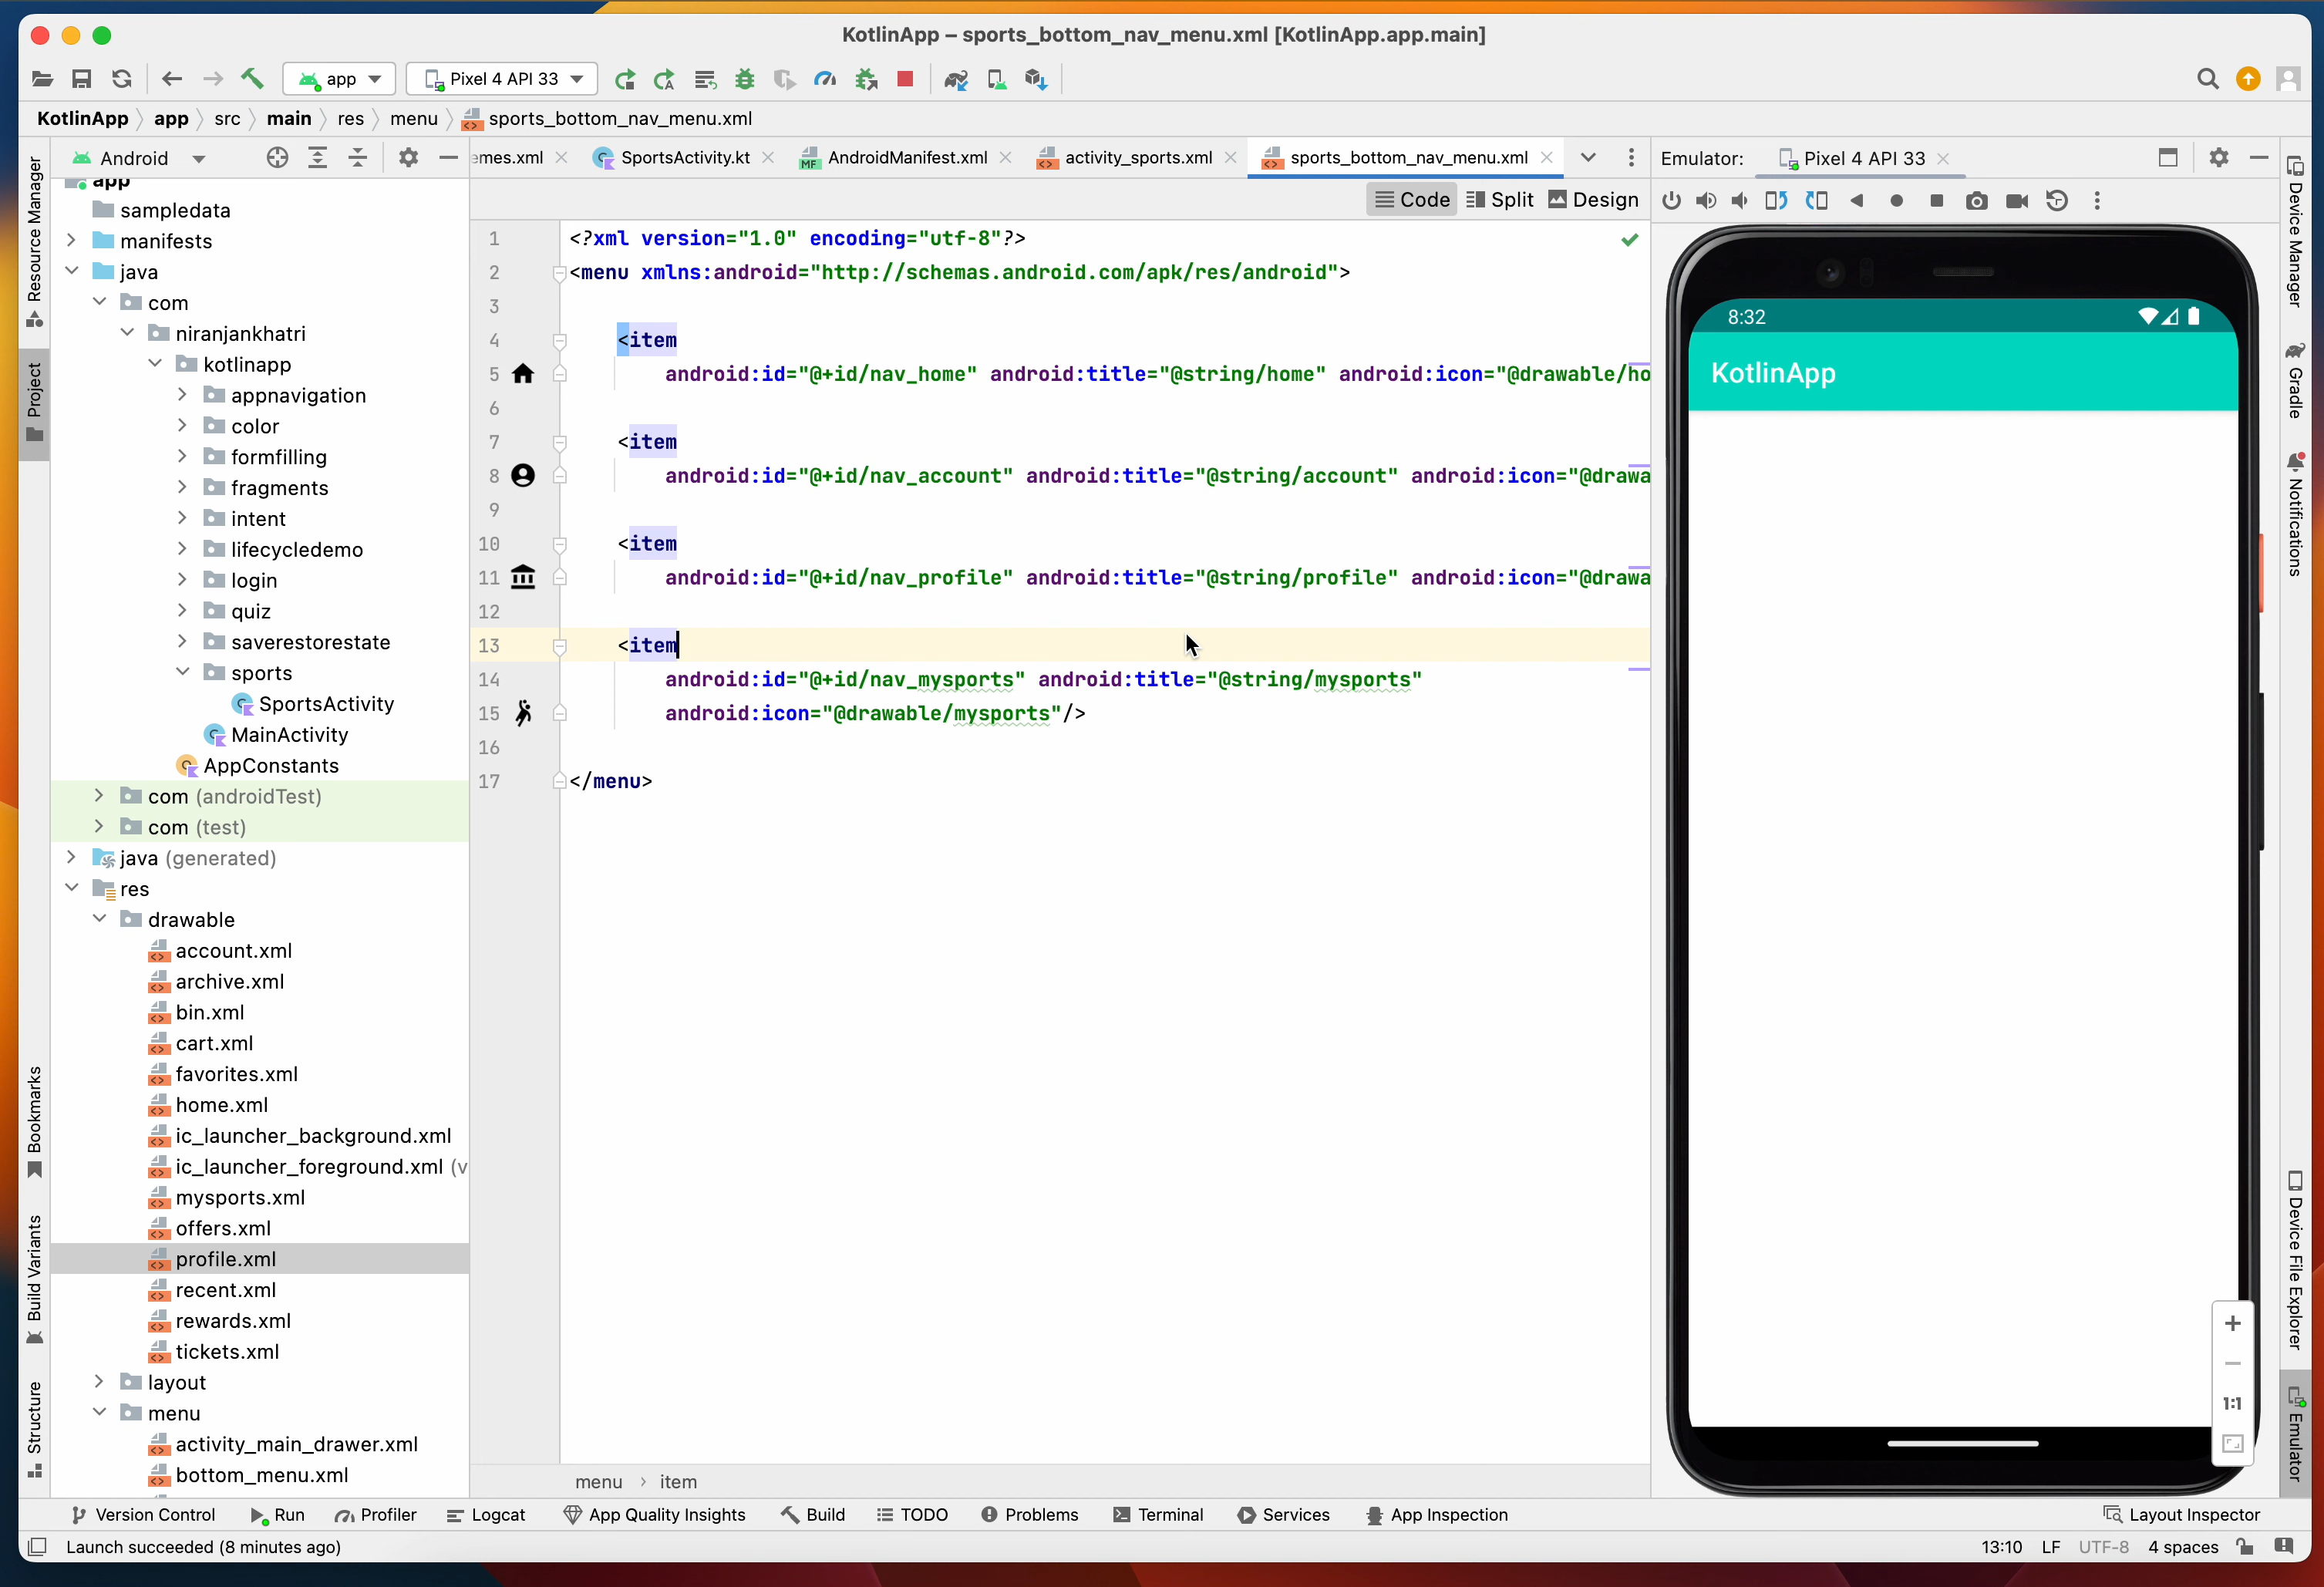 KotlinApp – sports_bottom_nav_menu.xml [KotlinApp.app.main]
app
Pixel 4 API 33
KotlinApp
app
src
main
res
menu
sports_bottom_nav_menu.xml
Android
emes.xml
SportsActivity.kt
AndroidManifest.xml
activity_sports.xml
sports_bottom_nav_menu.xml
Emulator:
Pixel 4 API 33
Code
Split
Design
Resource Manager
Project
Bookmarks
Build Variants
Structure
app
sampledata
manifests
java
com
niranjankhatri
kotlinapp
appnavigation
color
formfilling
fragments
intent
lifecycledemo
login
quiz
saverestorestate
sports
SportsActivity
MainActivity
AppConstants
com (androidTest)
com (test)
java (generated)
res
drawable
account.xml
archive.xml
bin.xml
cart.xml
favorites.xml
home.xml
ic_launcher_background.xml
ic_launcher_foreground.xml (v
mysports.xml
offers.xml
profile.xml
recent.xml
rewards.xml
tickets.xml
layout
menu
activity_main_drawer.xml
bottom_menu.xml
1 <?xml version="1.0" encoding="utf-8"?>
2 <menu xmlns:android="http://schemas.android.com/apk/res/android">
3
4 <item
5 android:id="@+id/nav_home" android:title="@string/home" android:icon="@drawable/ho
6
7 <item
8 android:id="@+id/nav_account" android:title="@string/account" android:icon="@drawa
9
10 <item
11 android:id="@+id/nav_profile" android:title="@string/profile" android:icon="@drawa
12
13 <item
14 android:id="@+id/nav_mysports" android:title="@string/mysports"
15 android:icon="@drawable/mysports"/>
16
17 </menu>
menu
item
8:32
KotlinApp
1:1
Device Manager
Gradle
Notifications
Device File Explorer
Emulator
Version Control
Run
Profiler
Logcat
App Quality Insights
Build
TODO
Problems
Terminal
Services
App Inspection
Layout Inspector
Launch succeeded (8 minutes ago)
13:10
LF
UTF-8
4 spaces